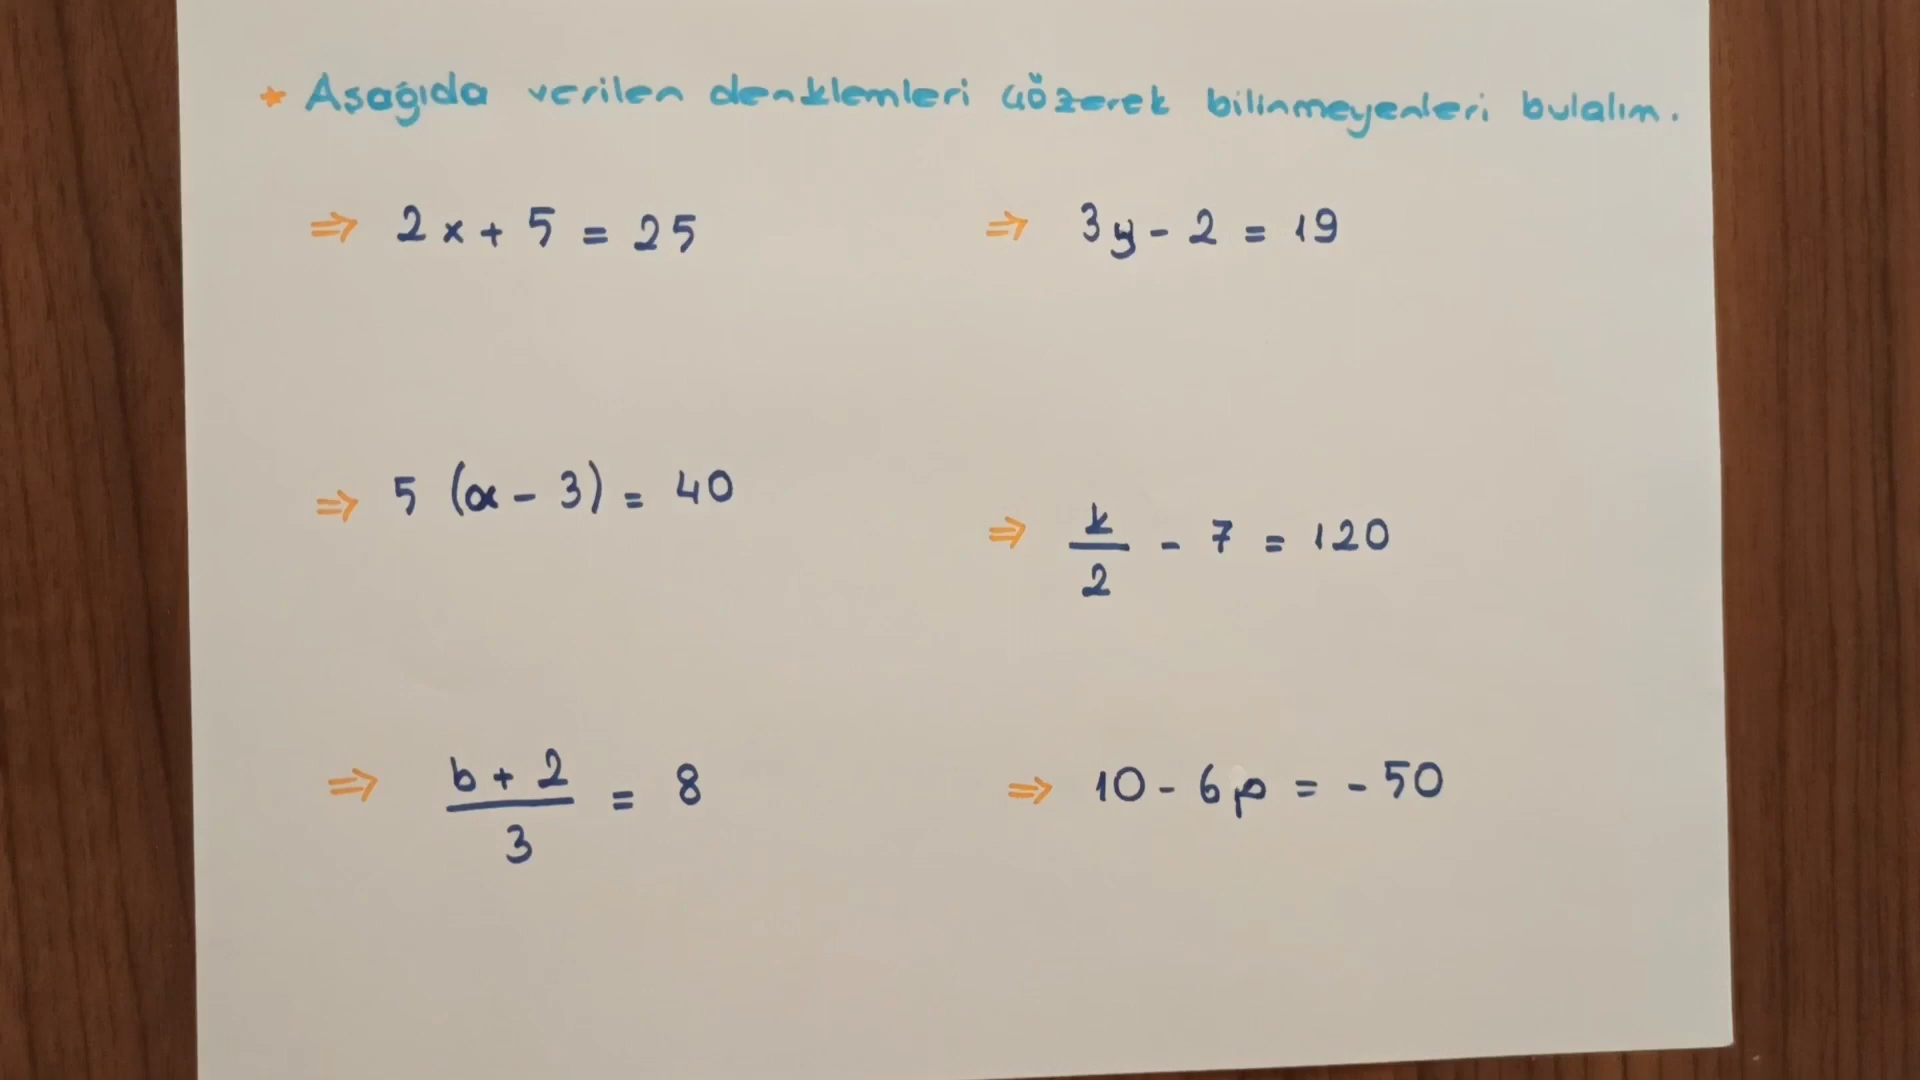 * Aşağıda verilen denklemleri çözerek bilinmeyenleri bulalım.
⇒ 2x + 5 = 25
⇒ 3y - 2 = 19
⇒ 5 (a - 3) = 40
⇒ k/2 - 7 = 120
⇒ (b + 2)/3 = 8
⇒ 10 - 6p = -50